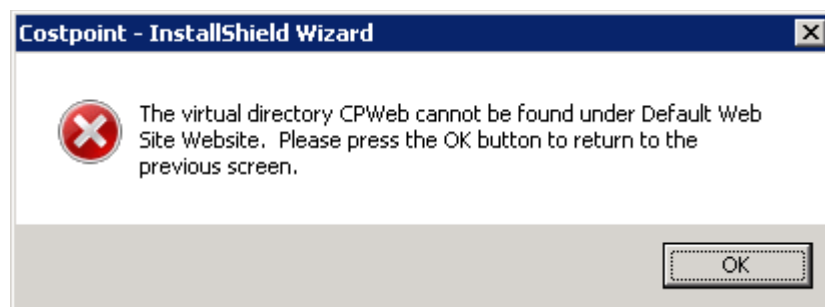 Costpoint - InstallShield Wizard
The virtual directory CPWeb cannot be found under Default Web
Site Website.  Please press the OK button to return to the
previous screen.
OK